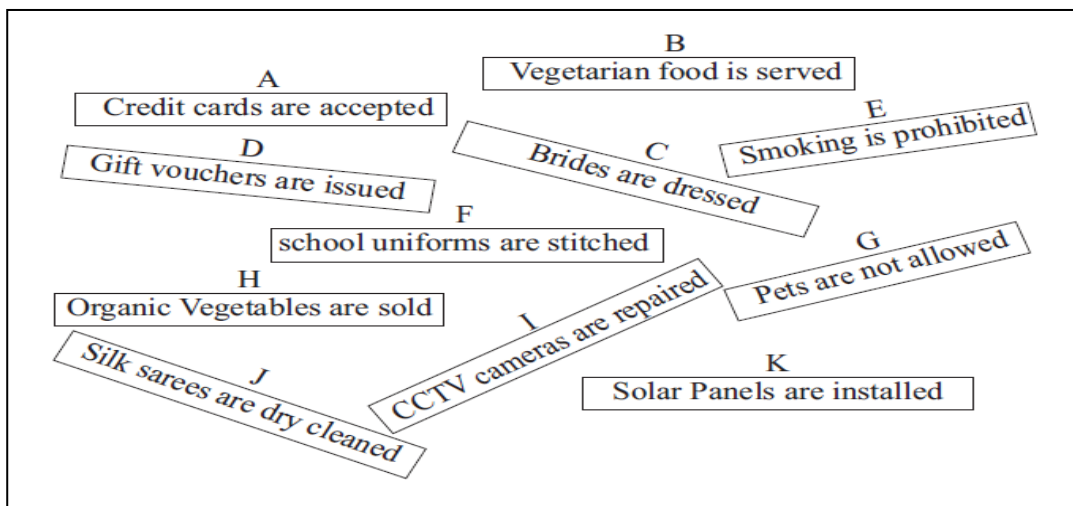 B
Vegetarian food is served
A
Credit cards are accepted
E
Smoking is prohibited
C
Brides are dressed
D
Gift vouchers are issued
F
school uniforms are stitched
G
Pets are not allowed
H
Organic Vegetables are sold
I
CCTV cameras are repaired
J
Silk sarees are dry cleaned
K
Solar Panels are installed